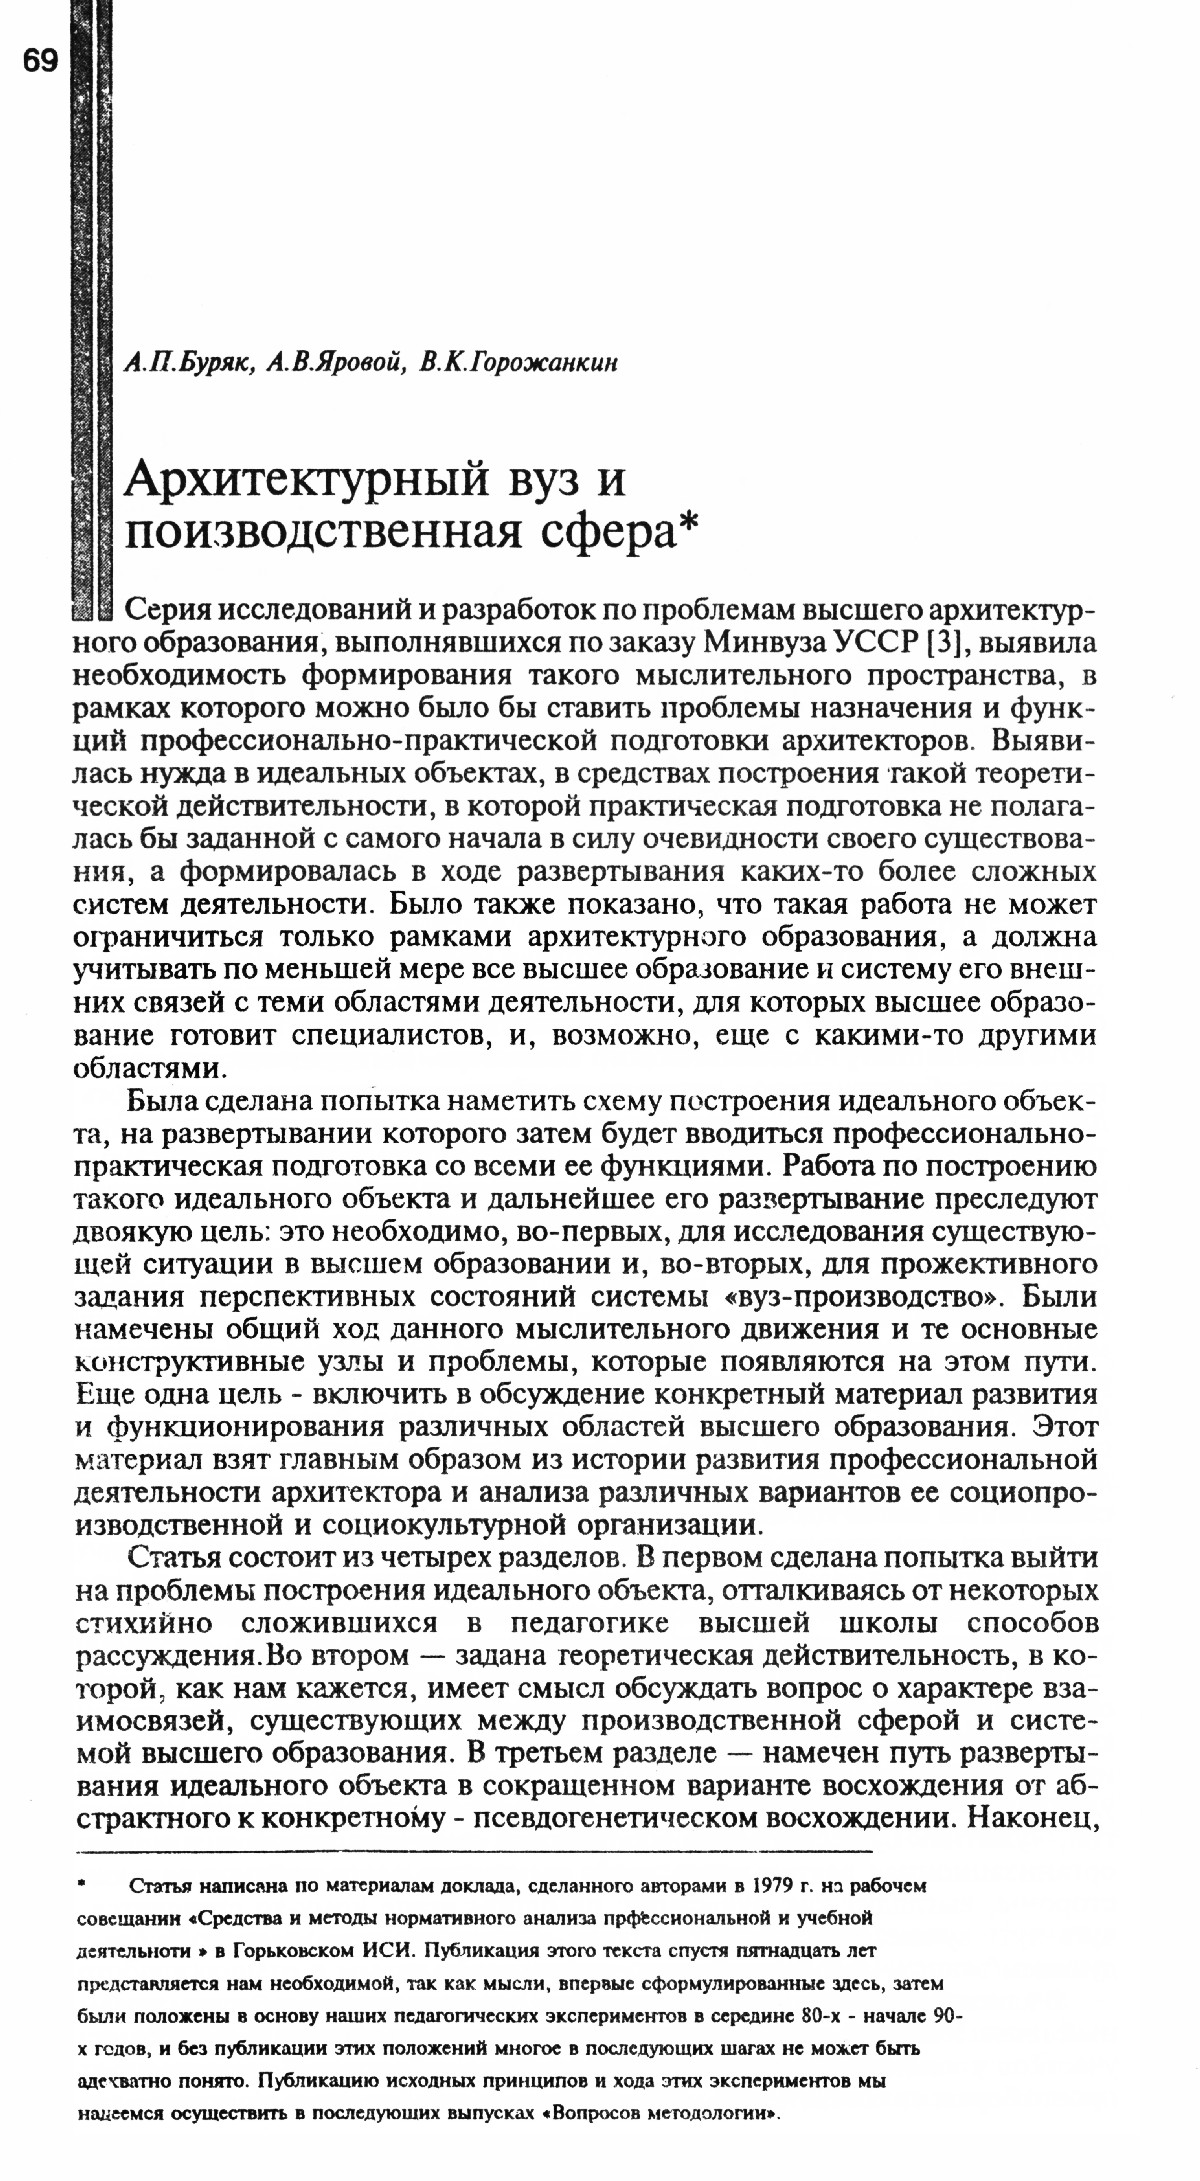 69
А.П.Буряк, А.В.Яровой, В.К.Горожанкин
Архитектурный вуз и
поизводственная сфера*
Серия исследований и разработок по проблемам высшего архитектур-
ного образования, выполнявшихся по заказу Минвуза УССР [3], выявила
необходимость формирования такого мыслительного пространства, в
рамках которого можно было бы ставить проблемы назначения и функ-
ций профессионально-практической подготовки архитекторов. Выяви-
лась нужда в идеальных объектах, в средствах построения такой теорети-
ческой действительности, в которой практическая подготовка не полага-
лась бы заданной с самого начала в силу очевидности своего существова-
ния, а формировалась в ходе развертывания каких-то более сложных
систем деятельности. Было также показано, что такая работа не может
ограничиться только рамками архитектурного образования, а должна
учитывать по меньшей мере все высшее образование и систему его внеш-
них связей с теми областями деятельности, для которых высшее образо-
вание готовит специалистов, и, возможно, еще с какими-то другими
областями.
Была сделана попытка наметить схему построения идеального объек-
та, на развертывании которого затем будет вводиться профессионально-
практическая подготовка со всеми ее функциями. Работа по построению
такого идеального объекта и дальнейшее его развертывание преследуют
двоякую цель: это необходимо, во-первых, для исследования существую-
щей ситуации в высшем образовании и, во-вторых, для прожективного
задания перспективных состояний системы «вуз-производство». Были
намечены общий ход данного мыслительного движения и те основные
конструктивные узлы и проблемы, которые появляются на этом пути.
Еще одна цель - включить в обсуждение конкретный материал развития
и функционирования различных областей высшего образования. Этот
материал взят главным образом из истории развития профессиональной
деятельности архитектора и анализа различных вариантов ее социопро-
изводственной и социокультурной организации.
Статья состоит из четырех разделов. В первом сделана попытка выйти
на проблемы построения идеального объекта, отталкиваясь от некоторых
стихийно сложившихся в педагогике высшей школы способов
рассуждения.Во втором — задана теоретическая действительность, в ко-
торой, как нам кажется, имеет смысл обсуждать вопрос о характере вза-
имосвязей, существующих между производственной сферой и систе-
мой высшего образования. В третьем разделе — намечен путь разверты-
вания идеального объекта в сокращенном варианте восхождения от аб-
страктного к конкретному - псевдогенетическом восхождении. Наконец,
* Статья написана по материалам доклада, сделанного авторами в 1979 г. на рабочем
совещании «Средства и методы нормативного анализа прфессиональной и учебной
деятельноти » в Горьковском ИСИ. Публикация этого текста спустя пятнадцать лет
представляется нам необходимой, так как мысли, впервые сформулированные здесь, затем
были положены в основу наших педагогических экспериментов в середине 80-х - начале 90-
х годов, и без публикации этих положений многое в последующих шагах не может быть
адекватно понято. Публикацию исходных принципов и хода этих экспериментов мы
надеемся осуществить в последующих выпусках «Вопросов методологии».